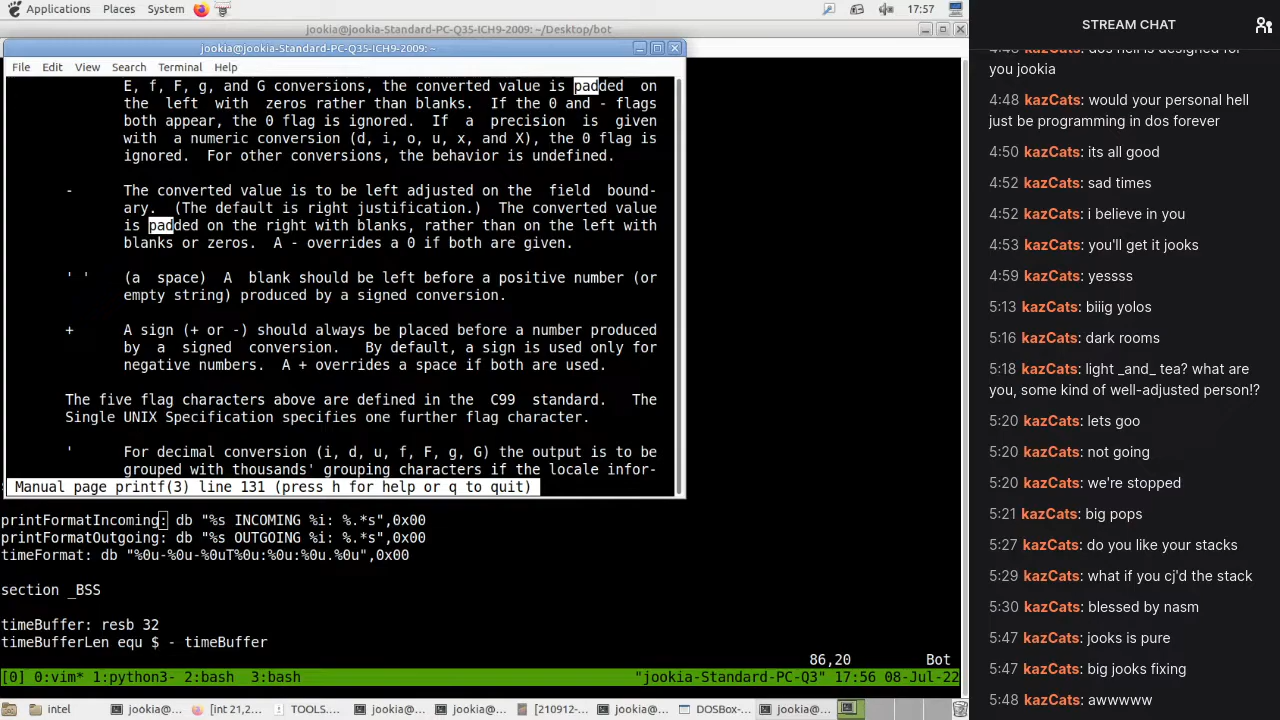 Applications Places System 17:57
jookia@jookia-Standard-PC-Q35-ICH9-2009: ~/Desktop/bot
jookia@jookia-Standard-PC-Q35-ICH9-2009: ~
File Edit View Search Terminal Help
E, f, F, g, and G conversions, the converted value is padded on
the left with zeros rather than blanks. If the 0 and - flags
both appear, the 0 flag is ignored. If a precision is given
with a numeric conversion (d, i, o, u, x, and X), the 0 flag is
ignored. For other conversions, the behavior is undefined.
- The converted value is to be left adjusted on the field bound-
ary. (The default is right justification.) The converted value
is padded on the right with blanks, rather than on the left with
blanks or zeros. A - overrides a 0 if both are given.
' ' (a space) A blank should be left before a positive number (or
empty string) produced by a signed conversion.
+ A sign (+ or -) should always be placed before a number produced
by a signed conversion. By default, a sign is used only for
negative numbers. A + overrides a space if both are used.
The five flag characters above are defined in the C99 standard. The
Single UNIX Specification specifies one further flag character.
' For decimal conversion (i, d, u, f, F, g, G) the output is to be
grouped with thousands' grouping characters if the locale infor-
Manual page printf(3) line 131 (press h for help or q to quit)
printFormatIncoming: db "%s INCOMING %i: %.*s",0x00
printFormatOutgoing: db "%s OUTGOING %i: %.*s",0x00
timeFormat: db "%0u-%0u-%0uT%0u:%0u:%0u.%0u",0x00
section _BSS
timeBuffer: resb 32
timeBufferLen equ $ - timeBuffer
86,20 Bot
[0] 0:vim* 1:python3- 2:bash 3:bash "jookia-Standard-PC-Q3" 17:56 08-Jul-22
intel jookia@... [int 21,2... TOOLS.... jookia@... jookia@... [210912-... jookia@... DOSBox-... jookia@...
STREAM CHAT
you jookia
4:48 kazCats: would your personal hell
just be programming in dos forever
4:50 kazCats: its all good
4:52 kazCats: sad times
4:52 kazCats: i believe in you
4:53 kazCats: you'll get it jooks
4:59 kazCats: yessss
5:13 kazCats: biiig yolos
5:16 kazCats: dark rooms
5:18 kazCats: light _and_ tea? what are
you, some kind of well-adjusted person!?
5:20 kazCats: lets goo
5:20 kazCats: not going
5:20 kazCats: we're stopped
5:21 kazCats: big pops
5:27 kazCats: do you like your stacks
5:29 kazCats: what if you cj'd the stack
5:30 kazCats: blessed by nasm
5:47 kazCats: jooks is pure
5:47 kazCats: big jooks fixing
5:48 kazCats: awwwww